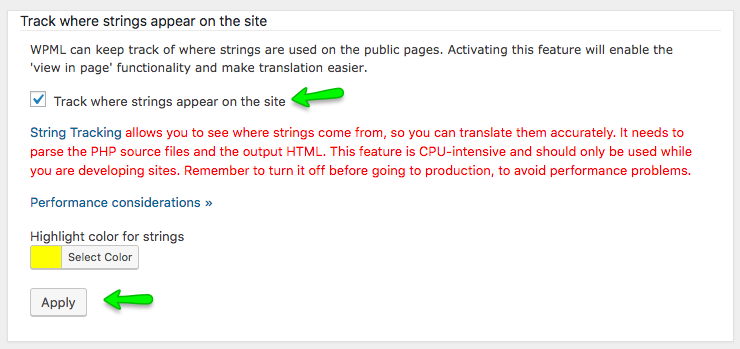 Track where strings appear on the site
WPML can keep track of where strings are used on the public pages. Activating this feature will enable the
'view in page' functionality and make translation easier.
Track where strings appear on the site
String Tracking allows you to see where strings come from, so you can translate them accurately. It needs to
parse the PHP source files and the output HTML. This feature is CPU-intensive and should only be used while
you are developing sites. Remember to turn it off before going to production, to avoid performance problems.
Performance considerations »
Highlight color for strings
Select Color
Apply